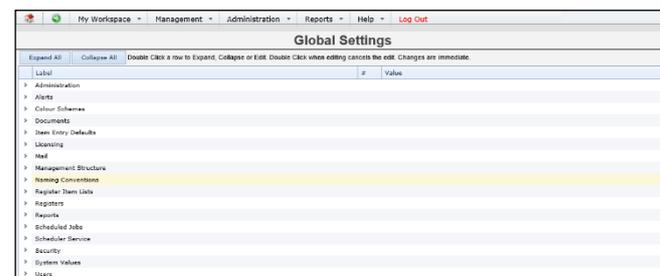 My Workspace Management Administration Reports Help Log Out
Global Settings
Expand All Collapse All Double Click a row to Expand, Collapse or Edit. Double Click when editing cancels the edit. Changes are immediate.
Label # Value
Administration
Alerts
Colour Schemes
Documents
Item Entry Defaults
Licensing
Mail
Management Structure
Naming Conventions
Register Item Lists
Registers
Reports
Scheduled Jobs
Scheduler Service
Security
System Values
Users